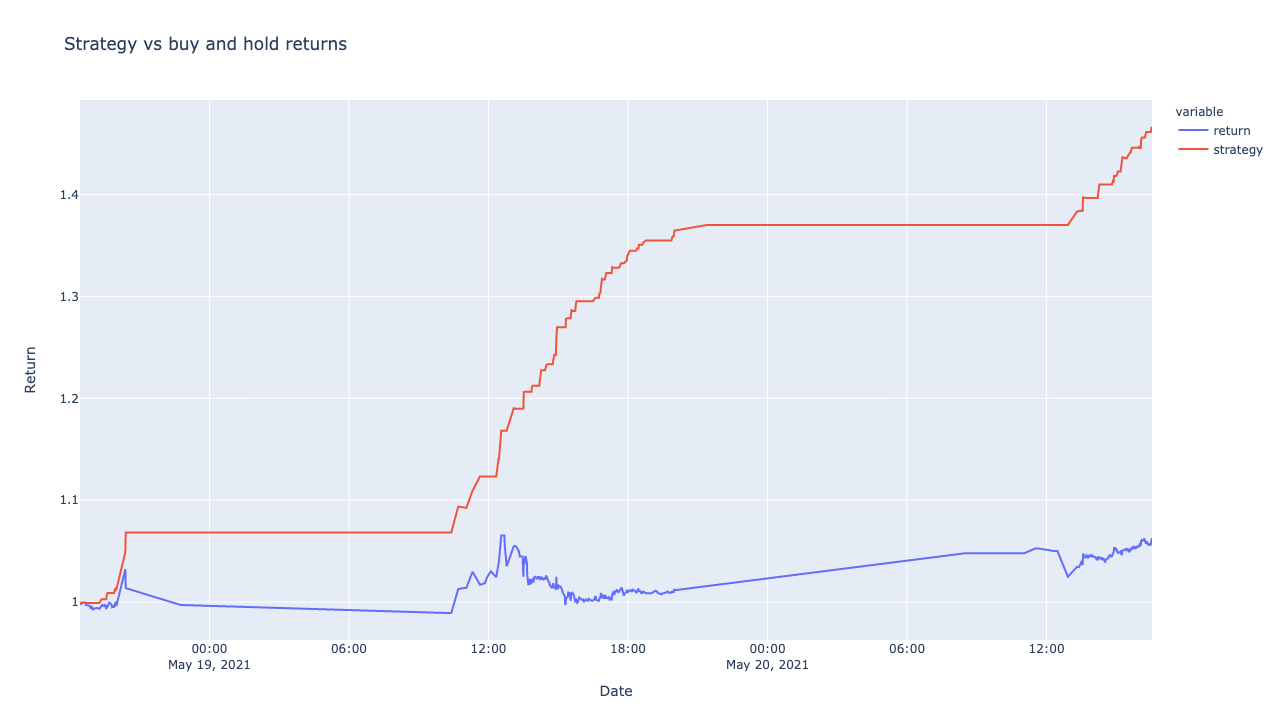 Strategy vs buy and hold returns
variable
return
strategy
1.4
1.3
1.2
1.1
1
Return
00:00 06:00 12:00 18:00 00:00 06:00 12:00
May 19, 2021 May 20, 2021
Date